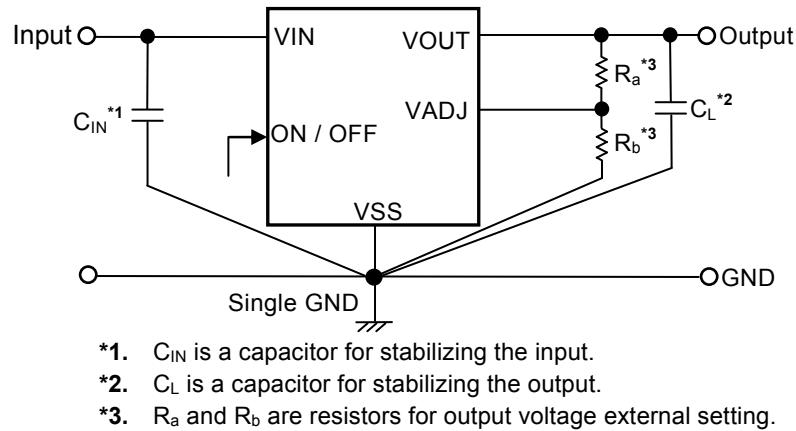 Input
VIN
VOUT
Output
Ra*3
CIN*1
VADJ
CL*2
ON / OFF
Rb*3
VSS
GND
Single GND
*1. CIN is a capacitor for stabilizing the input.
*2. CL is a capacitor for stabilizing the output.
*3. Ra and Rb are resistors for output voltage external setting.